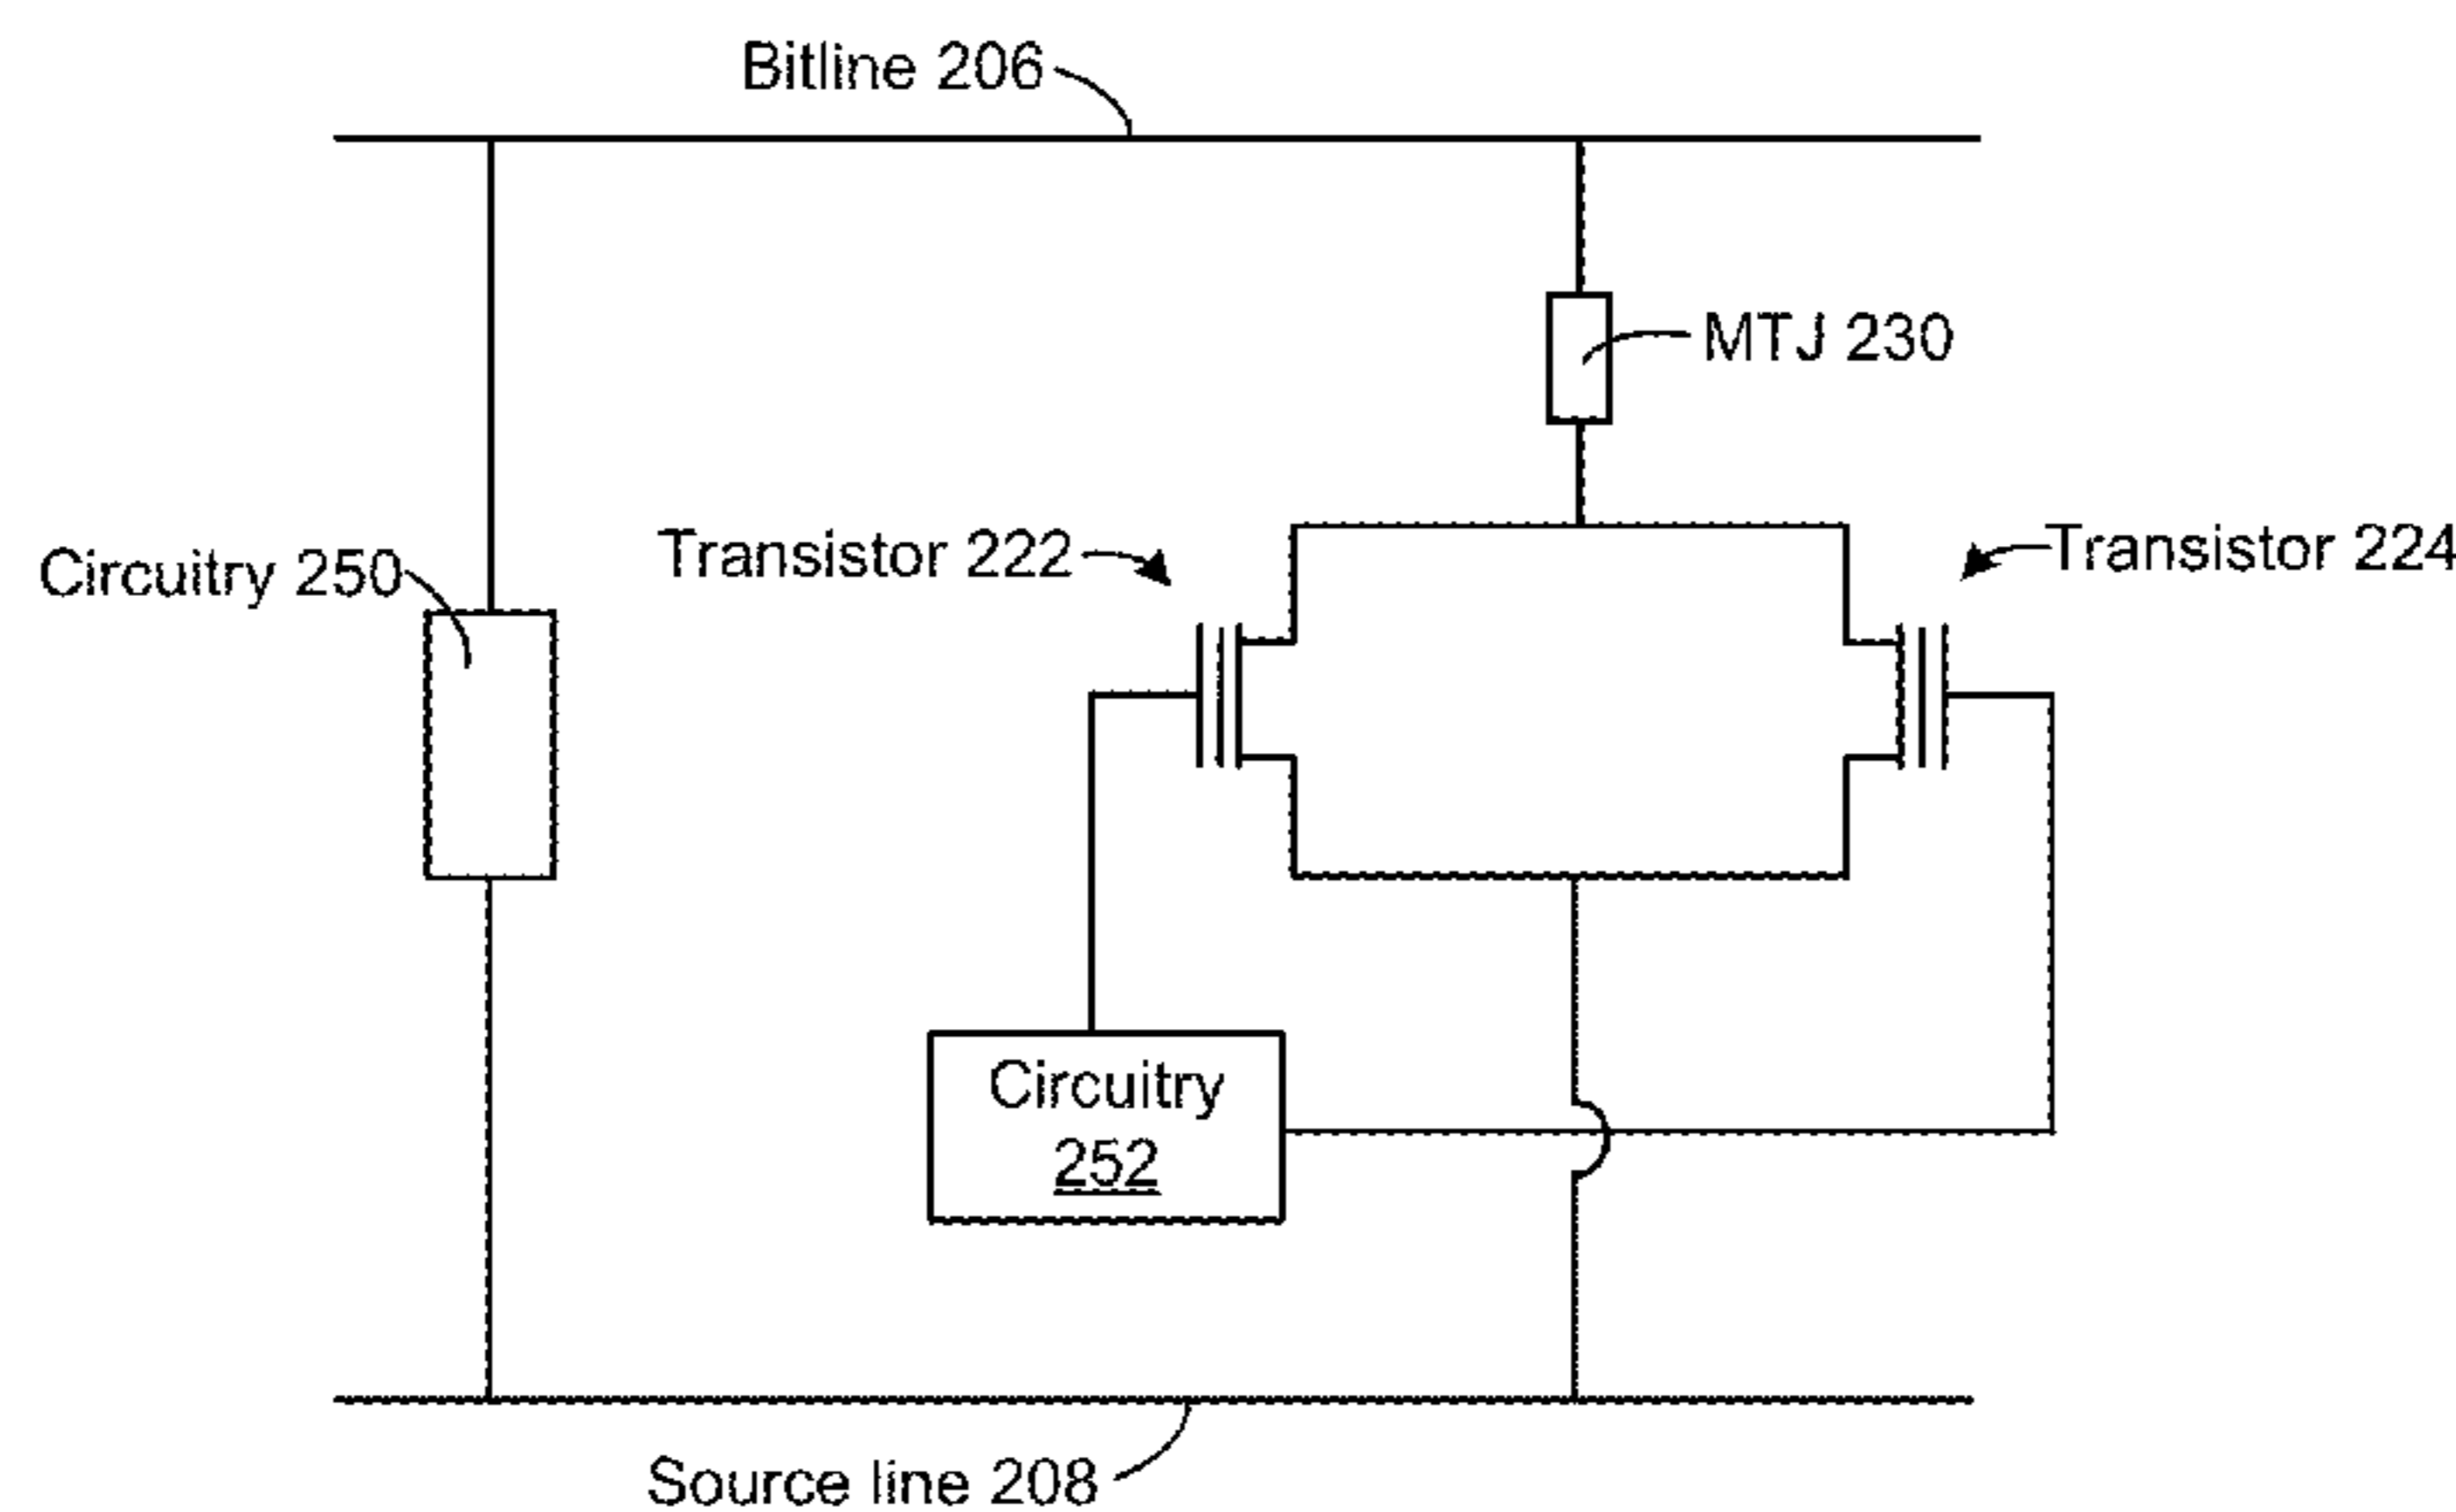 Bitline 206
MTJ 230
Transistor 222
Transistor 224
Circuitry 250
Circuitry
252
Source line 208